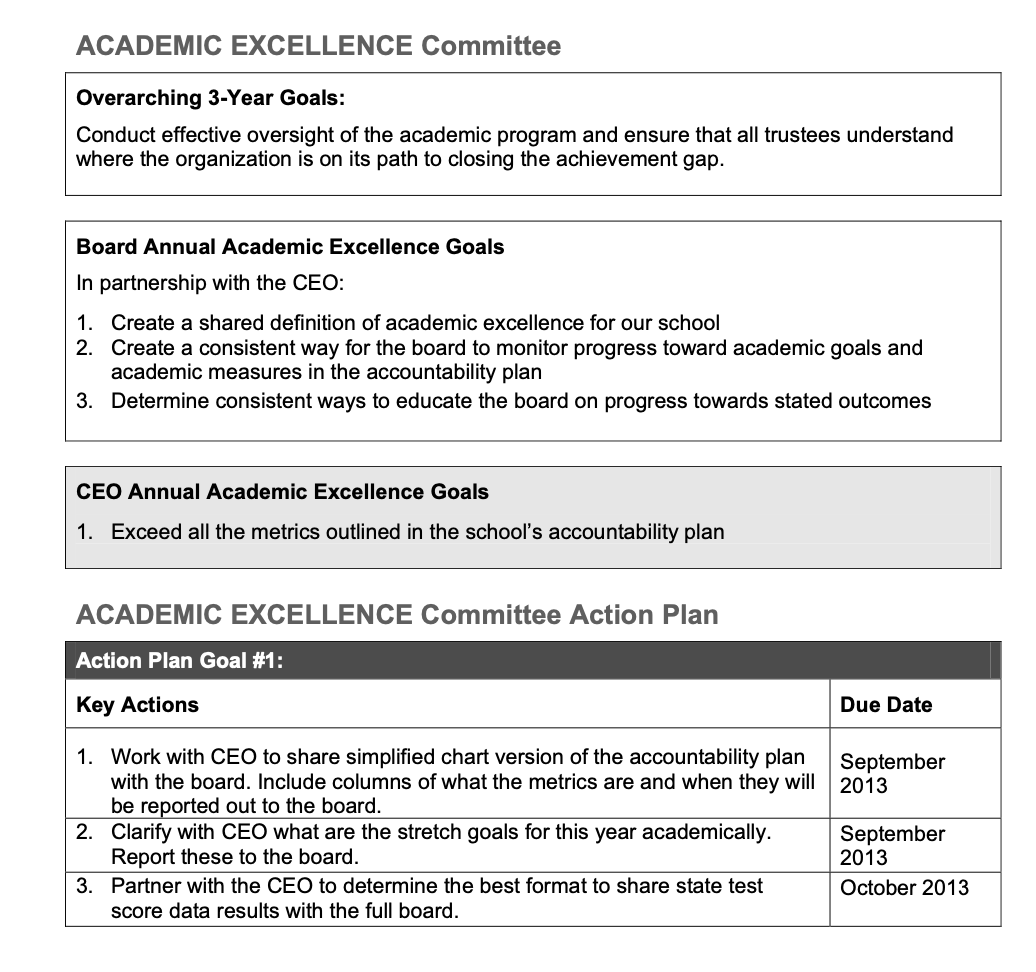 ACADEMIC EXCELLENCE Committee
Overarching 3-Year Goals:
Conduct effective oversight of the academic program and ensure that all trustees understand
where the organization is on its path to closing the achievement gap.
Board Annual Academic Excellence Goals
In partnership with the CEO:
1. Create a shared definition of academic excellence for our school
2. Create a consistent way for the board to monitor progress toward academic goals and
academic measures in the accountability plan
3. Determine consistent ways to educate the board on progress towards stated outcomes
CEO Annual Academic Excellence Goals
1. Exceed all the metrics outlined in the school’s accountability plan
ACADEMIC EXCELLENCE Committee Action Plan
Action Plan Goal #1:
Key Actions
Due Date
1. Work with CEO to share simplified chart version of the accountability plan
with the board. Include columns of what the metrics are and when they will
be reported out to the board.
September
2013
2. Clarify with CEO what are the stretch goals for this year academically.
Report these to the board.
September
2013
3. Partner with the CEO to determine the best format to share state test
score data results with the full board.
October 2013